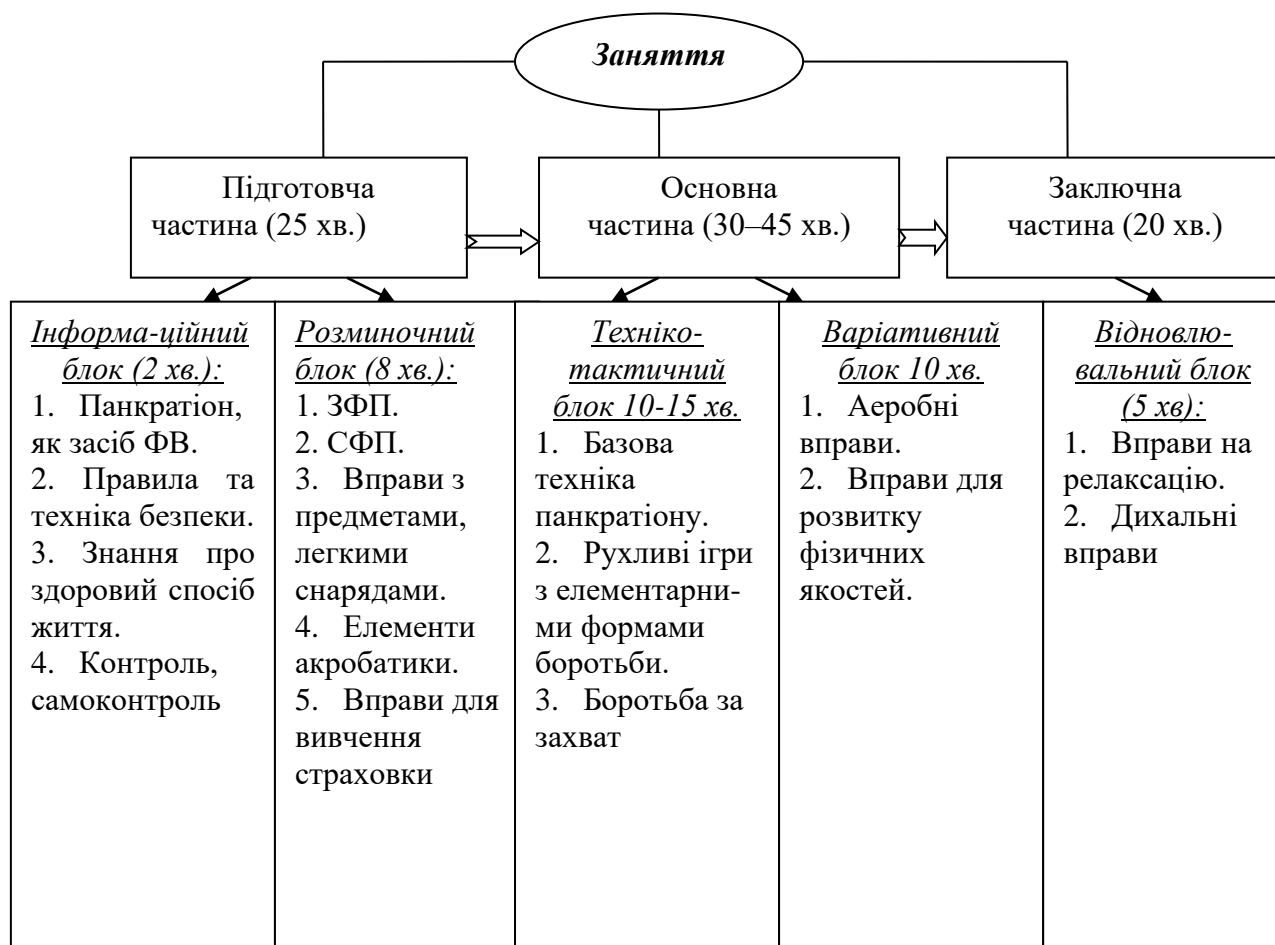 Заняття
Підготовча
частина (25 хв.)
Основна
частина (30–45 хв.)
Заключна
частина (20 хв.)
Інформа-ційний
блок (2 хв.):
1. Панкратіон,
як засіб ФВ.
2. Правила та
техніка безпеки.
3. Знання про
здоровий спосіб
життя.
4. Контроль,
самоконтроль
Розминочний
блок (8 хв.):
1. ЗФП.
2. СФП.
3. Вправи з
предметами,
легкими
снарядами.
4. Елементи
акробатики.
5. Вправи для
вивчення
страховки
Техніко-
тактичний
блок 10-15 хв.
1. Базова
техніка
панкратіону.
2. Рухливі ігри
з елементарни-
ми формами
боротьби.
3. Боротьба за
захват
Варіативний
блок 10 хв.
1. Аеробні
вправи.
2. Вправи для
розвитку
фізичних
якостей.
Відновлю-
вальний блок
(5 хв):
1. Вправи на
релаксацію.
2. Дихальні
вправи